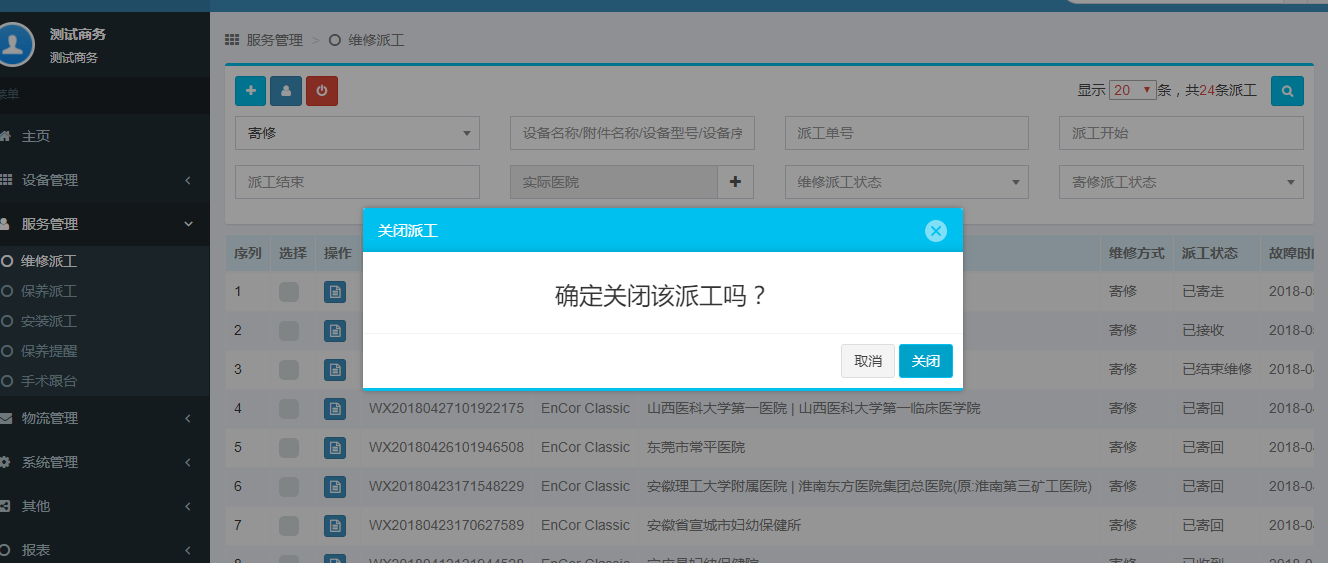 测试商务
测试商务
菜单
主页
设备管理
服务管理
维修派工
保养派工
安装派工
保养提醒
手术跟台
物流管理
系统管理
其他
报表
服务管理 > 维修派工
显示 20 条，共24条派工
寄修
设备名称/附件名称/设备型号/设备序
派工单号
派工开始
派工结束
实际医院
维修派工状态
寄修派工状态
关闭派工
确定关闭该派工吗？
取消 关闭
序列 选择 操作 维修方式 派工状态 故障时间
1 寄修 已寄走 2018-0
2 寄修 已接收 2018-0
3 寄修 已结束维修 2018-0
4 WX20180427101922175 EnCor Classic 山西医科大学第一医院 | 山西医科大学第一临床医学院 寄修 已寄回 2018-0
5 WX20180426101946508 EnCor Classic 东莞市常平医院 寄修 已寄回 2018-0
6 WX20180423171548229 EnCor Classic 安徽理工大学附属医院 | 淮南东方医院集团总医院(原:淮南第三矿工医院) 寄修 已寄回 2018-0
7 WX20180423170627589 EnCor Classic 安徽省宣城市妇幼保健所 寄修 已寄回 2018-0